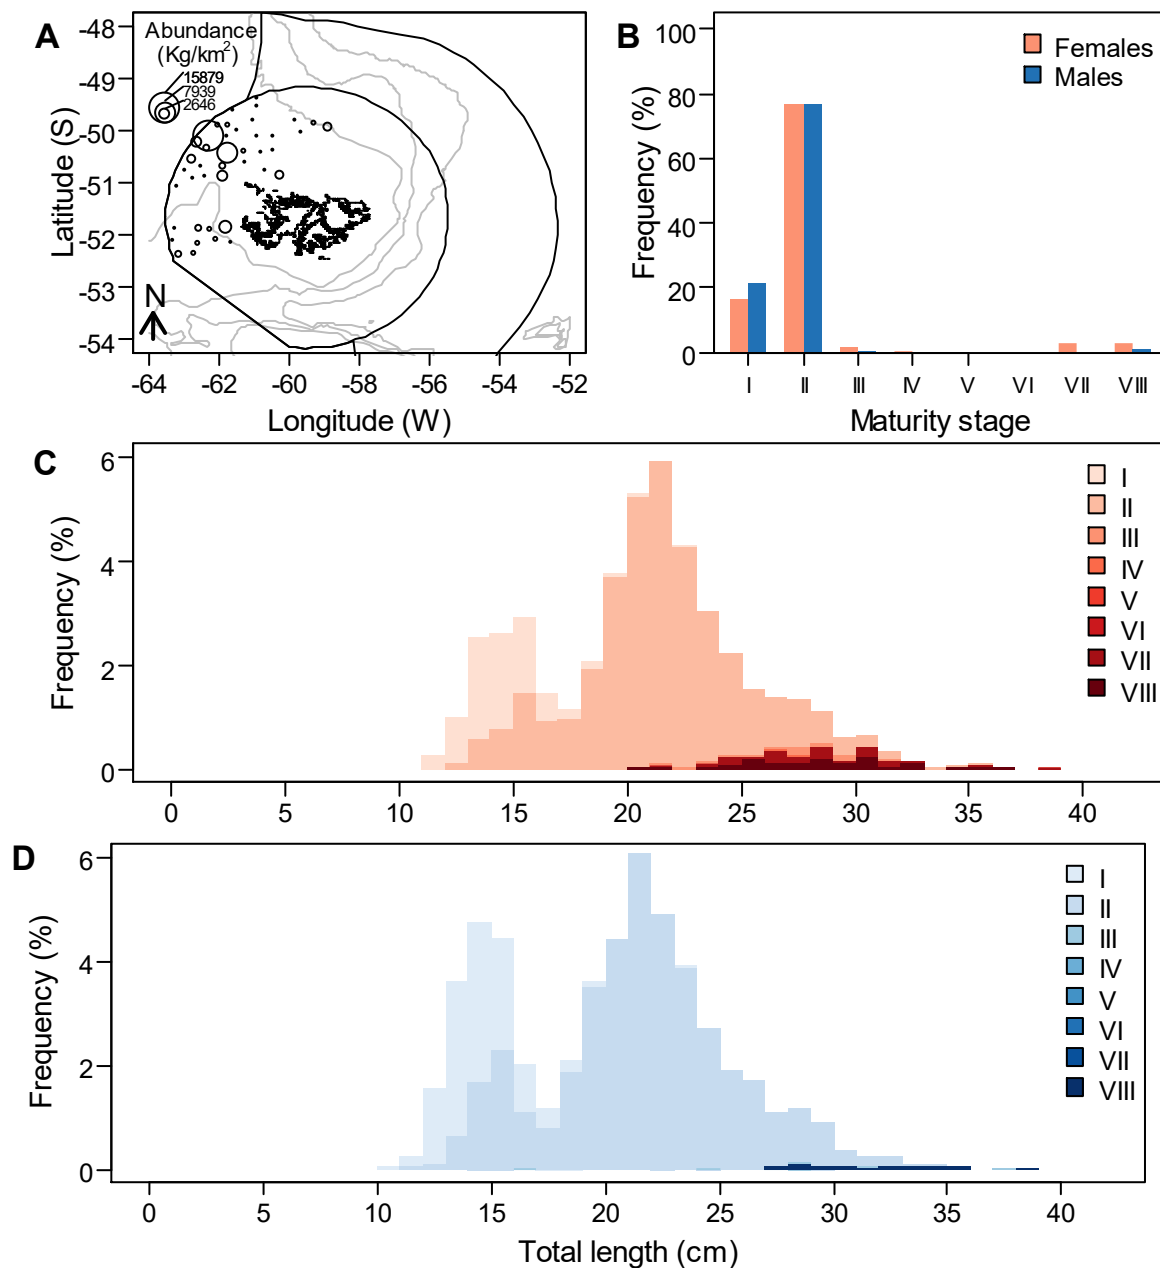 A
Abundance
(Kg/km²)
15879
7939
2646
-48
-49
-50
-51
-52
-53
-54
Latitude (S)
N
-64 -62 -60 -58 -56 -54 -52
Longitude (W)
B
Females
Males
100
80
60
40
20
0
Frequency (%)
I II III IV V VI VII VIII
Maturity stage
C
6
4
2
0
Frequency (%)
I
II
III
IV
V
VI
VII
VIII
0 5 10 15 20 25 30 35 40
D
6
4
2
0
Frequency (%)
I
II
III
IV
V
VI
VII
VIII
0 5 10 15 20 25 30 35 40
Total length (cm)